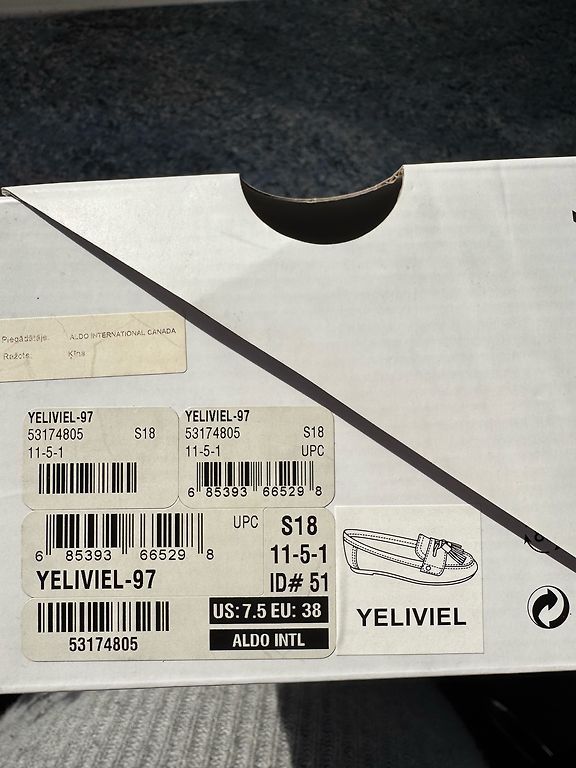 Piegādātājs: ALDO INTERNATIONAL CANADA
Ražots: Ķīna
YELIVIEL-97
53174805 S18
11-5-1
YELIVIEL-97
53174805 S18
11-5-1 UPC
6 85393 66529 8
UPC
6 85393 66529 8
YELIVIEL-97
S18
11-5-1
ID# 51
53174805
US: 7.5 EU: 38
ALDO INTL
YELIVIEL